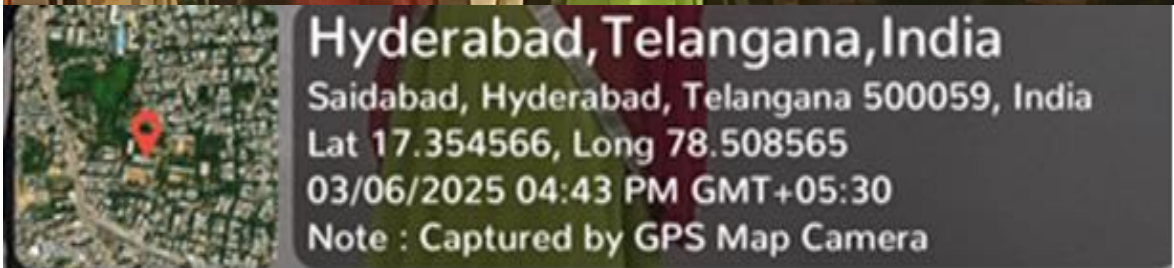 Hyderabad,Telangana,India
Saidabad, Hyderabad, Telangana 500059, India
Lat 17.354566, Long 78.508565
03/06/2025 04:43 PM GMT+05:30
Note : Captured by GPS Map Camera